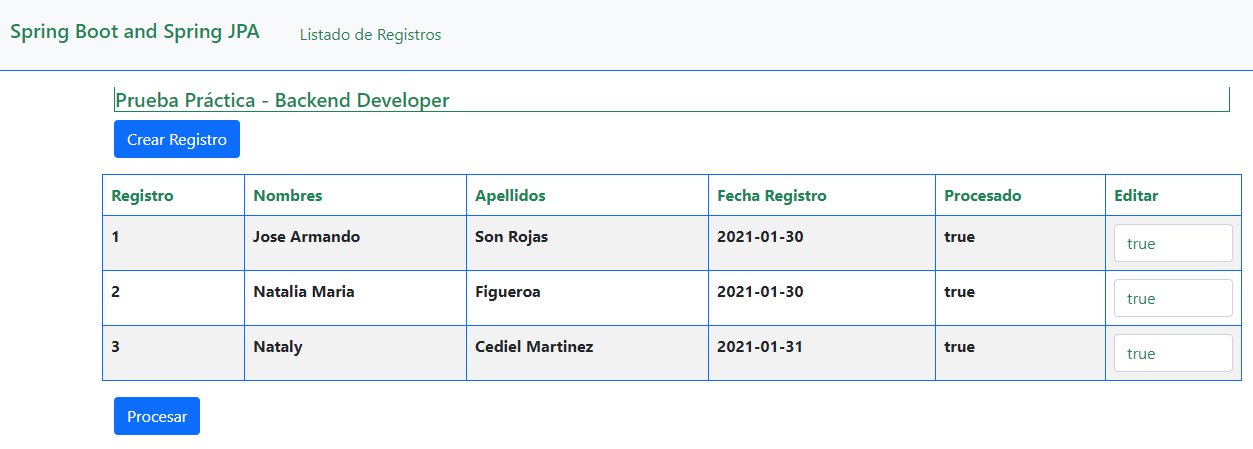 Spring Boot and Spring JPA Listado de Registros
Prueba Práctica - Backend Developer
Crear Registro
Registro Nombres Apellidos Fecha Registro Procesado Editar
1 Jose Armando Son Rojas 2021-01-30 true true
2 Natalia Maria Figueroa 2021-01-30 true true
3 Nataly Cediel Martinez 2021-01-31 true true
Procesar